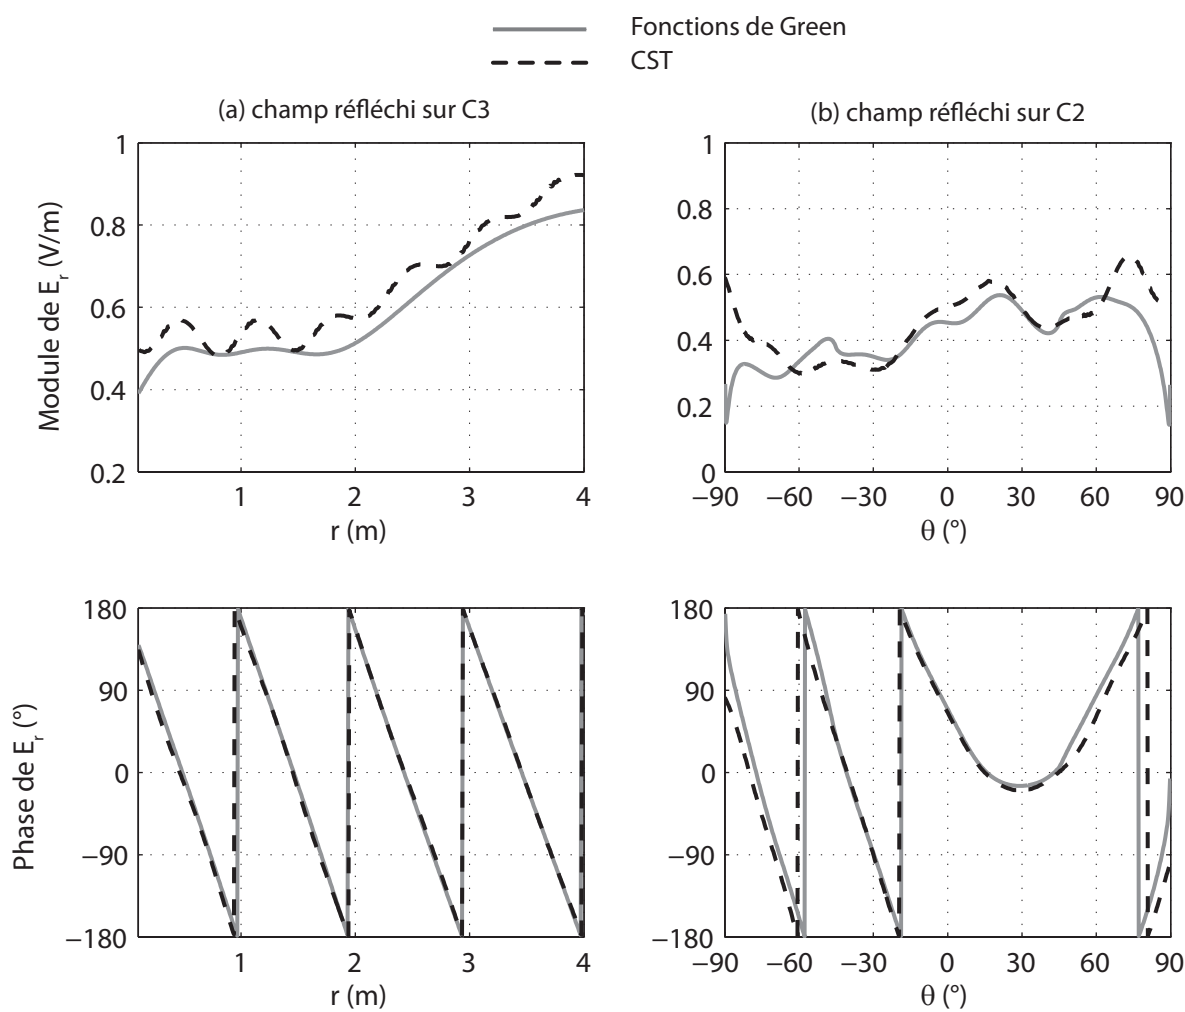 Fonctions de Green
CST
(a) champ réfléchi sur C3
(b) champ réfléchi sur C2
Module de E_r (V/m)
1
0.8
0.6
0.4
0.2
1 2 3 4
r (m)
1
0.8
0.6
0.4
0.2
0
−90 −60 −30 0 30 60 90
θ (°)
Phase de E_r (°)
180
90
0
−90
−180
1 2 3 4
r (m)
180
90
0
−90
−180
−90 −60 −30 0 30 60 90
θ (°)